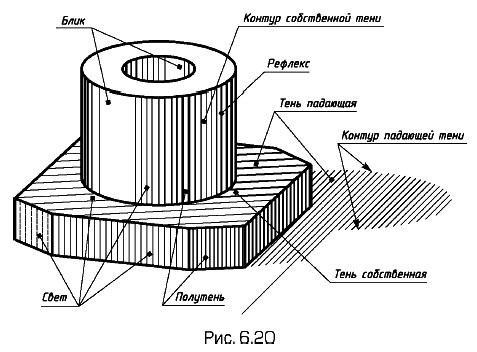 Блик
Контур собственной тени
Рефлекс
Тень падающая
Контур падающей тени
Тень собственная
Свет
Полутень
Рис. 6.20